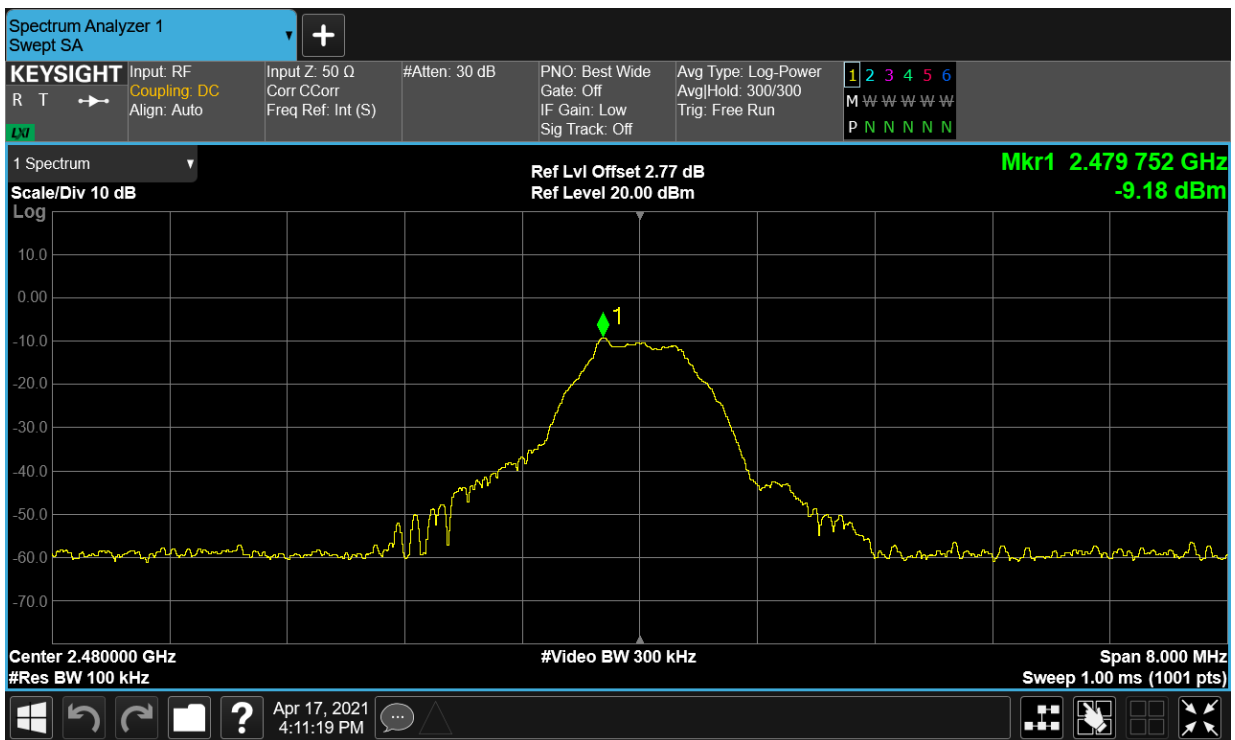 Spectrum Analyzer 1
Swept SA
KEYSIGHT
R T
LXI
Input: RF
Coupling: DC
Align: Auto
Input Z: 50 Ω
Corr CCorr
Freq Ref: Int (S)
#Atten: 30 dB
PNO: Best Wide
Gate: Off
IF Gain: Low
Sig Track: Off
Avg Type: Log-Power
Avg|Hold: 300/300
Trig: Free Run
1 2 3 4 5 6
M W W W W W
P N N N N N
1 Spectrum
Scale/Div 10 dB
Log
Ref Lvl Offset 2.77 dB
Ref Level 20.00 dBm
Mkr1 2.479 752 GHz
-9.18 dBm
10.0
0.00
1
-10.0
-20.0
-30.0
-40.0
-50.0
-60.0
-70.0
Center 2.480000 GHz
#Res BW 100 kHz
#Video BW 300 kHz
Span 8.000 MHz
Sweep 1.00 ms (1001 pts)
?
Apr 17, 2021
4:11:19 PM